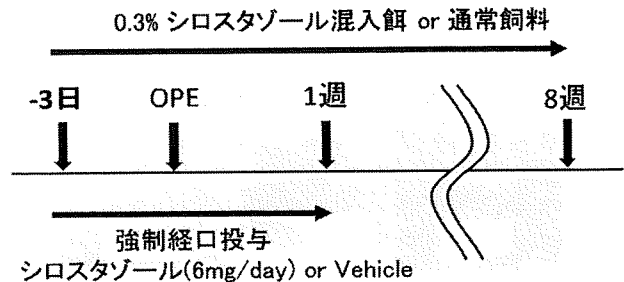 0.3% シロスタゾール混入餌 or 通常飼料
-3日 OPE 1週 8週
強制経口投与
シロスタゾール(6mg/day) or Vehicle